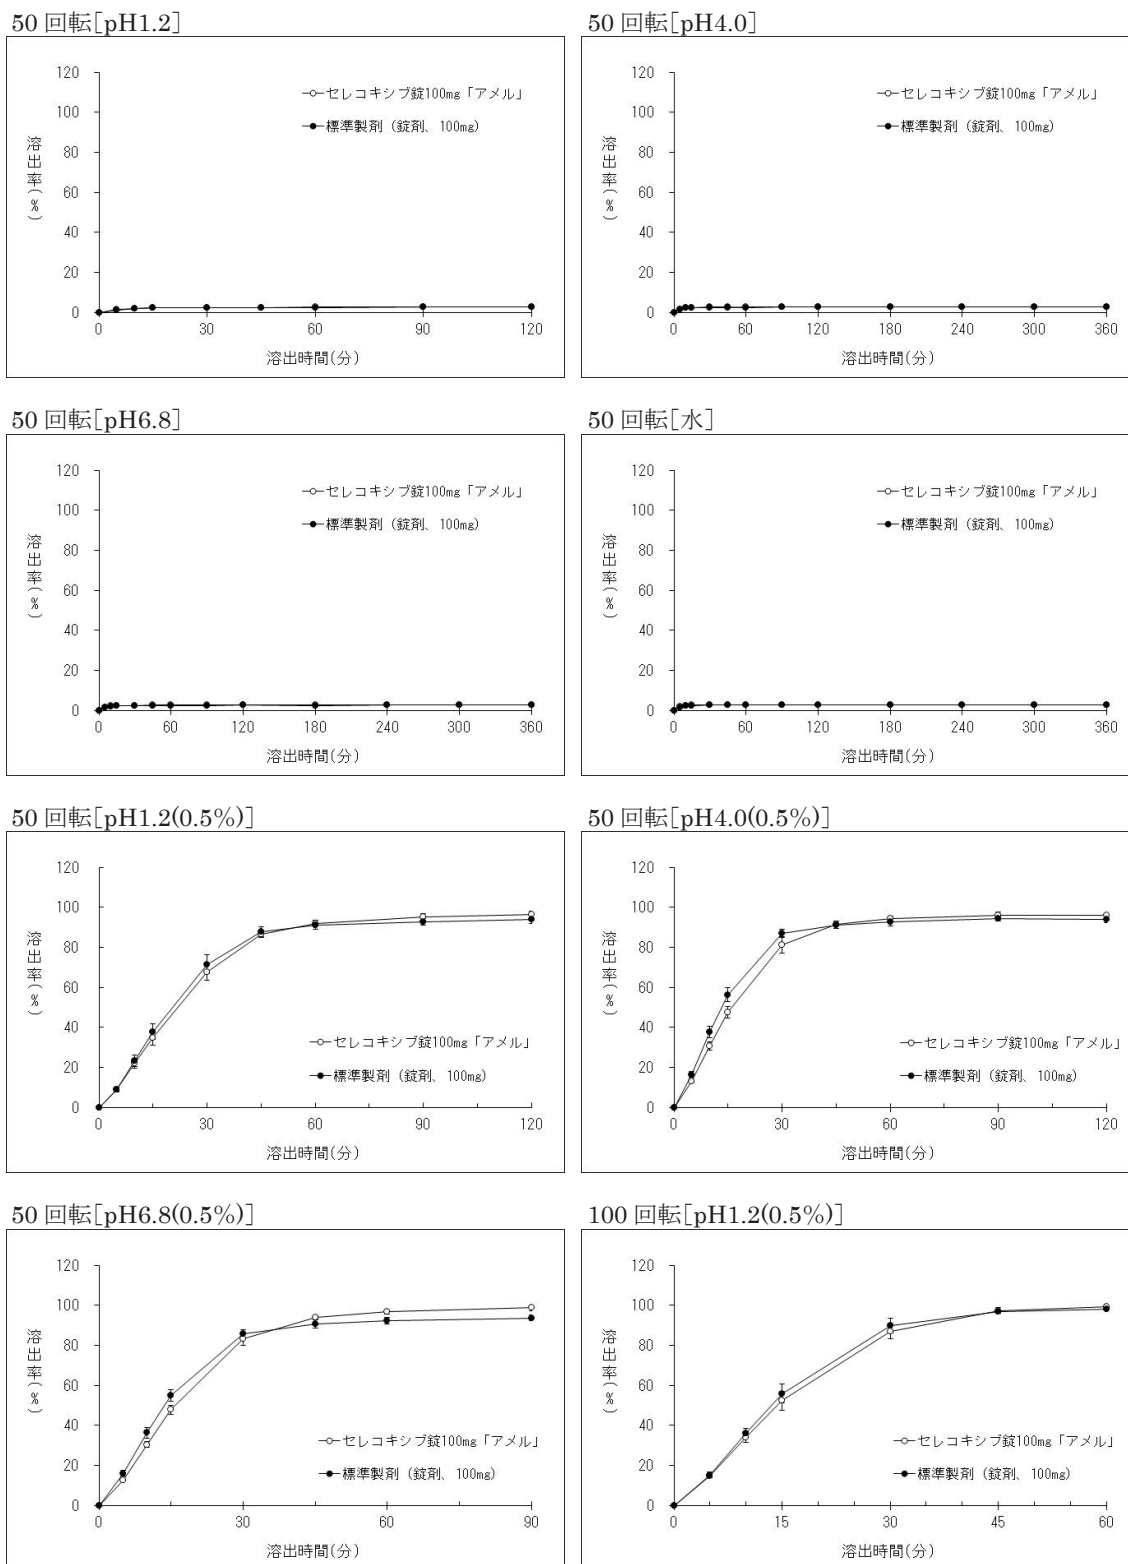 50 回転[pH1.2]
120
100
80
60
40
20
0
溶出率(%)
セレコキシブ錠100mg「アメル」
標準製剤(錠剤、100mg)
0 30 60 90 120
溶出時間(分)
50 回転[pH4.0]
120
100
80
60
40
20
0
溶出率(%)
セレコキシブ錠100mg「アメル」
標準製剤(錠剤、100mg)
0 60 120 180 240 300 360
溶出時間(分)
50 回転[pH6.8]
120
100
80
60
40
20
0
溶出率(%)
セレコキシブ錠100mg「アメル」
標準製剤(錠剤、100mg)
0 60 120 180 240 300 360
溶出時間(分)
50 回転[水]
120
100
80
60
40
20
0
溶出率(%)
セレコキシブ錠100mg「アメル」
標準製剤(錠剤、100mg)
0 60 120 180 240 300 360
溶出時間(分)
50 回転[pH1.2(0.5%)]
120
100
80
60
40
20
0
溶出率(%)
セレコキシブ錠100mg「アメル」
標準製剤(錠剤、100mg)
0 30 60 90 120
溶出時間(分)
50 回転[pH4.0(0.5%)]
120
100
80
60
40
20
0
溶出率(%)
セレコキシブ錠100mg「アメル」
標準製剤(錠剤、100mg)
0 30 60 90 120
溶出時間(分)
50 回転[pH6.8(0.5%)]
120
100
80
60
40
20
0
溶出率(%)
セレコキシブ錠100mg「アメル」
標準製剤(錠剤、100mg)
0 30 60 90
溶出時間(分)
100 回転[pH1.2(0.5%)]
120
100
80
60
40
20
0
溶出率(%)
セレコキシブ錠100mg「アメル」
標準製剤(錠剤、100mg)
0 15 30 45 60
溶出時間(分)